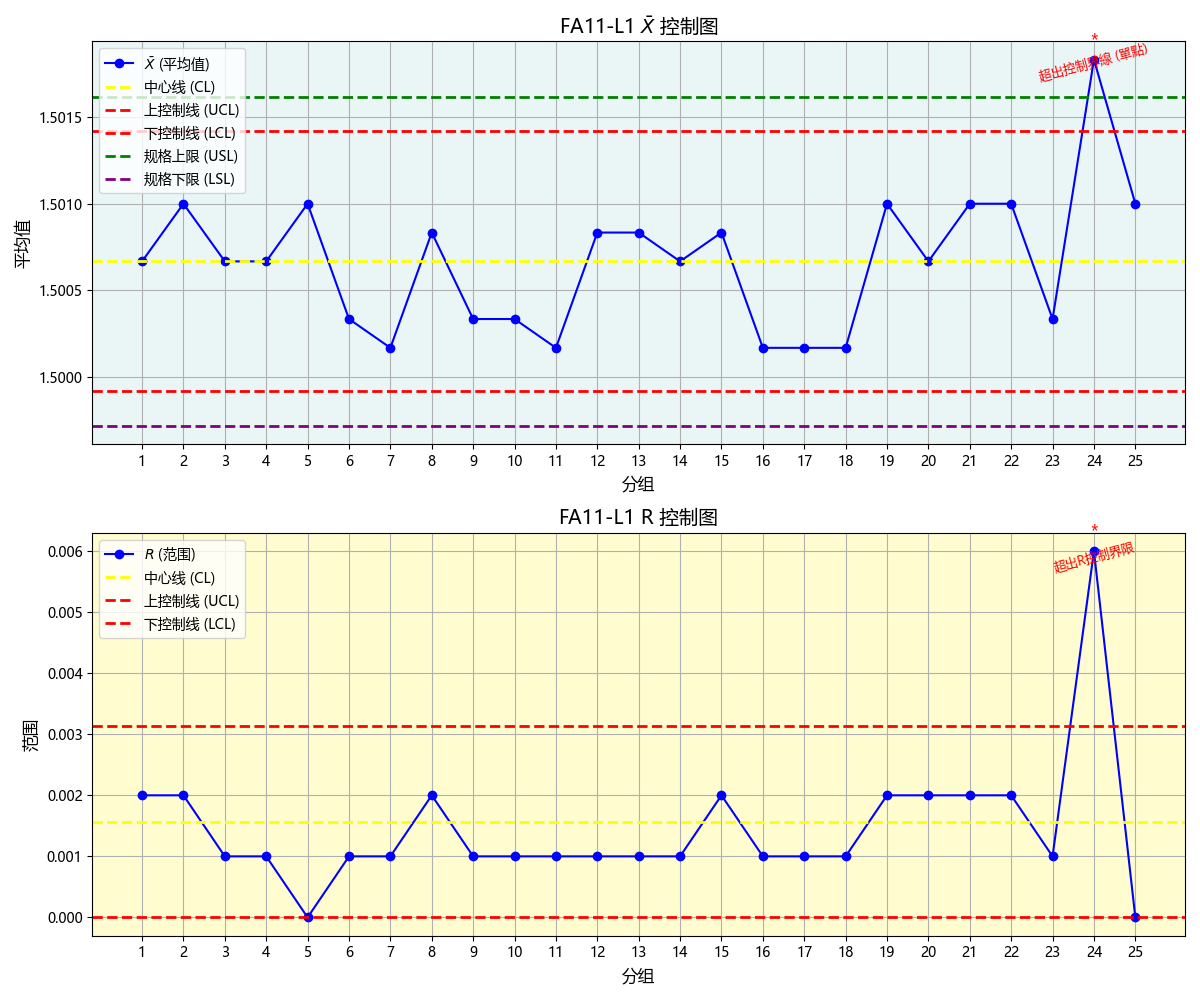 FA11-L1 X̄ 控制图
*
超出控制界線 (單點)
X̄ (平均值)
中心线 (CL)
上控制线 (UCL)
下控制线 (LCL)
规格上限 (USL)
规格下限 (LSL)
1.5015
1.5010
1.5005
1.5000
平均值
1 2 3 4 5 6 7 8 9 10 11 12 13 14 15 16 17 18 19 20 21 22 23 24 25
分组
FA11-L1 R 控制图
*
超出R控制界限
R (范围)
中心线 (CL)
上控制线 (UCL)
下控制线 (LCL)
0.006
0.005
0.004
0.003
0.002
0.001
0.000
范围
1 2 3 4 5 6 7 8 9 10 11 12 13 14 15 16 17 18 19 20 21 22 23 24 25
分组